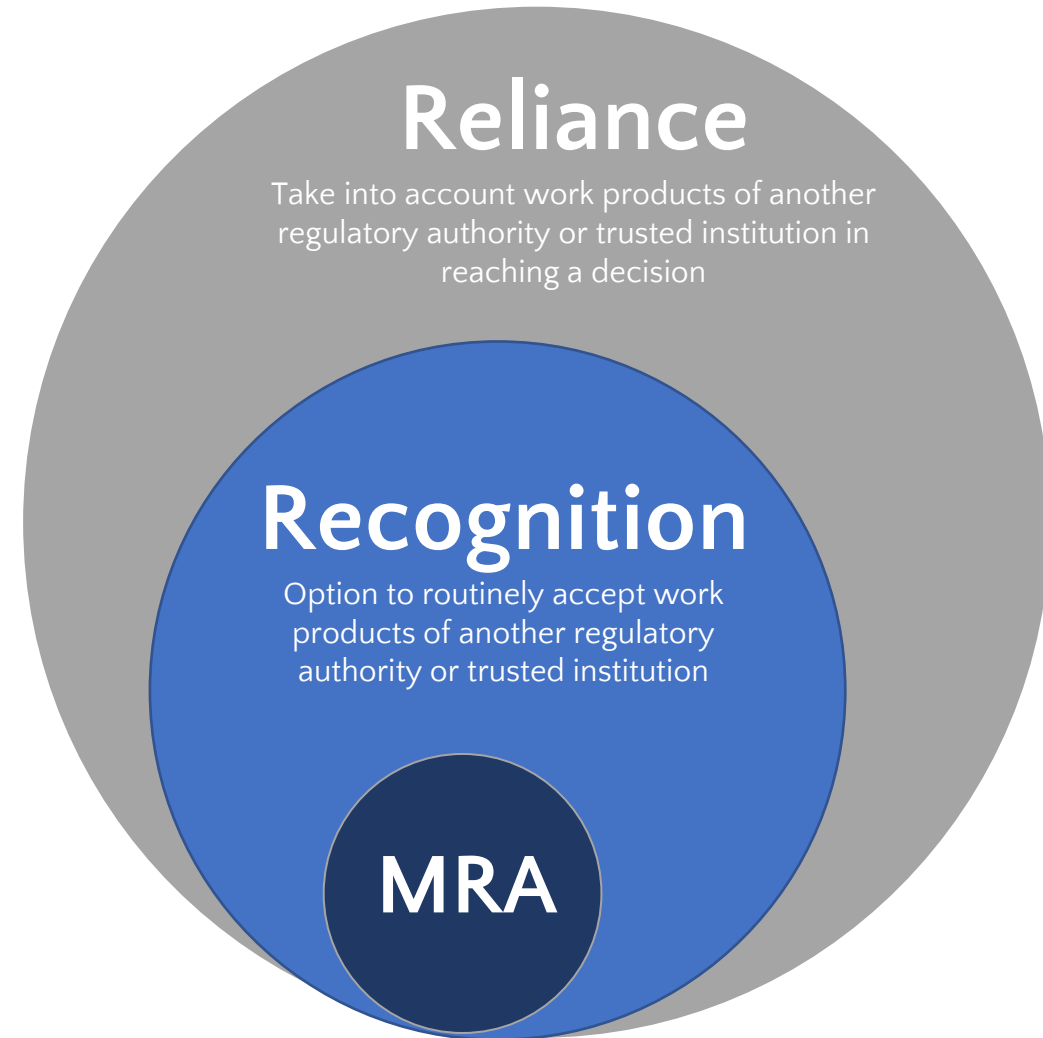 Reliance
Take into account work products of another
regulatory authority or trusted institution in
reaching a decision
Recognition
Option to routinely accept work
products of another regulatory
authority or trusted institution
MRA